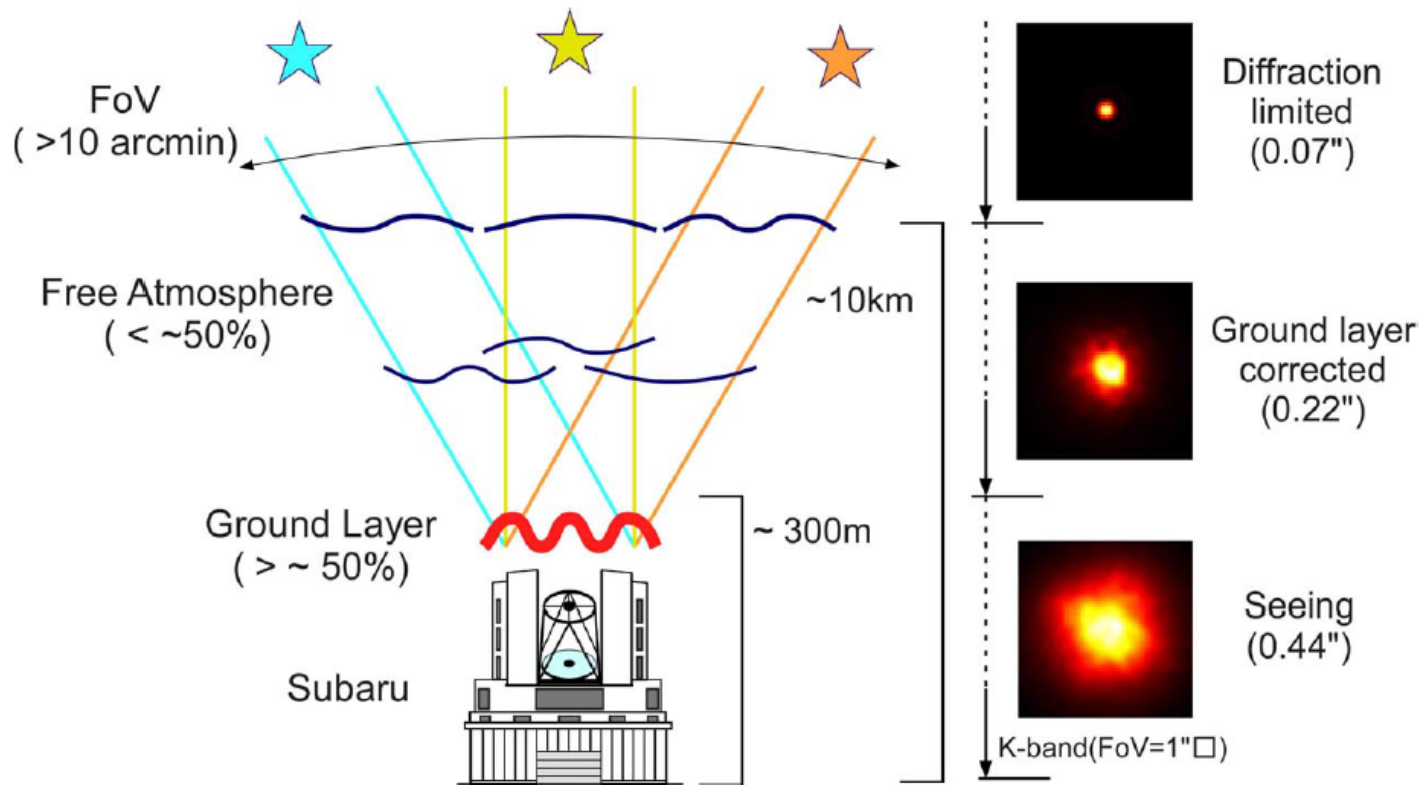 FoV
( >10 arcmin)
Free Atmosphere
( < ~50%)
~10km
Ground Layer
( > ~ 50%)
~ 300m
Subaru
Diffraction
limited
(0.07")
Ground layer
corrected
(0.22")
Seeing
(0.44")
K-band(FoV=1"□)